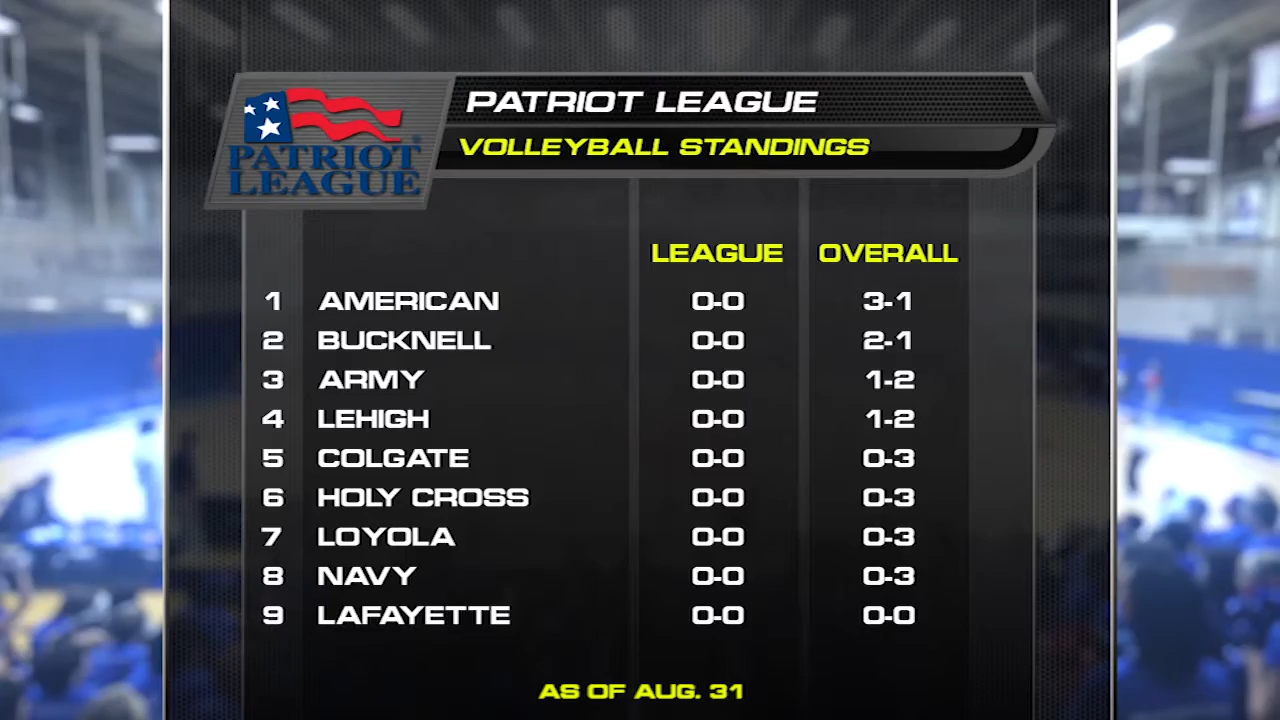 PATRIOT LEAGUE
PATRIOT LEAGUE
VOLLEYBALL STANDINGS
LEAGUE OVERALL
1 AMERICAN 0-0 3-1
2 BUCKNELL 0-0 2-1
3 ARMY 0-0 1-2
4 LEHIGH 0-0 1-2
5 COLGATE 0-0 0-3
6 HOLY CROSS 0-0 0-3
7 LOYOLA 0-0 0-3
8 NAVY 0-0 0-3
9 LAFAYETTE 0-0 0-0
AS OF AUG. 31